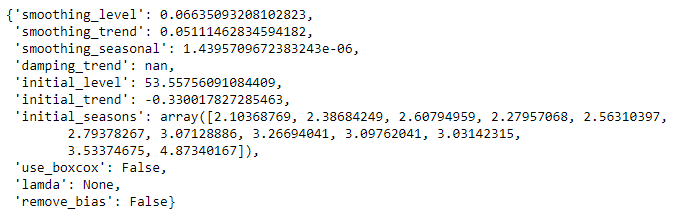 {'smoothing_level': 0.06635093208102823,
'smoothing_trend': 0.05111462834594182,
'smoothing_seasonal': 1.4395709672383243e-06,
'damping_trend': nan,
'initial_level': 53.55756091084409,
'initial_trend': -0.330017827285463,
'initial_seasons': array([2.10368769, 2.38684249, 2.60794959, 2.27957068, 2.56310397,
2.79378267, 3.07128886, 3.26694041, 3.09762041, 3.03142315,
3.53374675, 4.87340167]),
'use_boxcox': False,
'lamda': None,
'remove_bias': False}